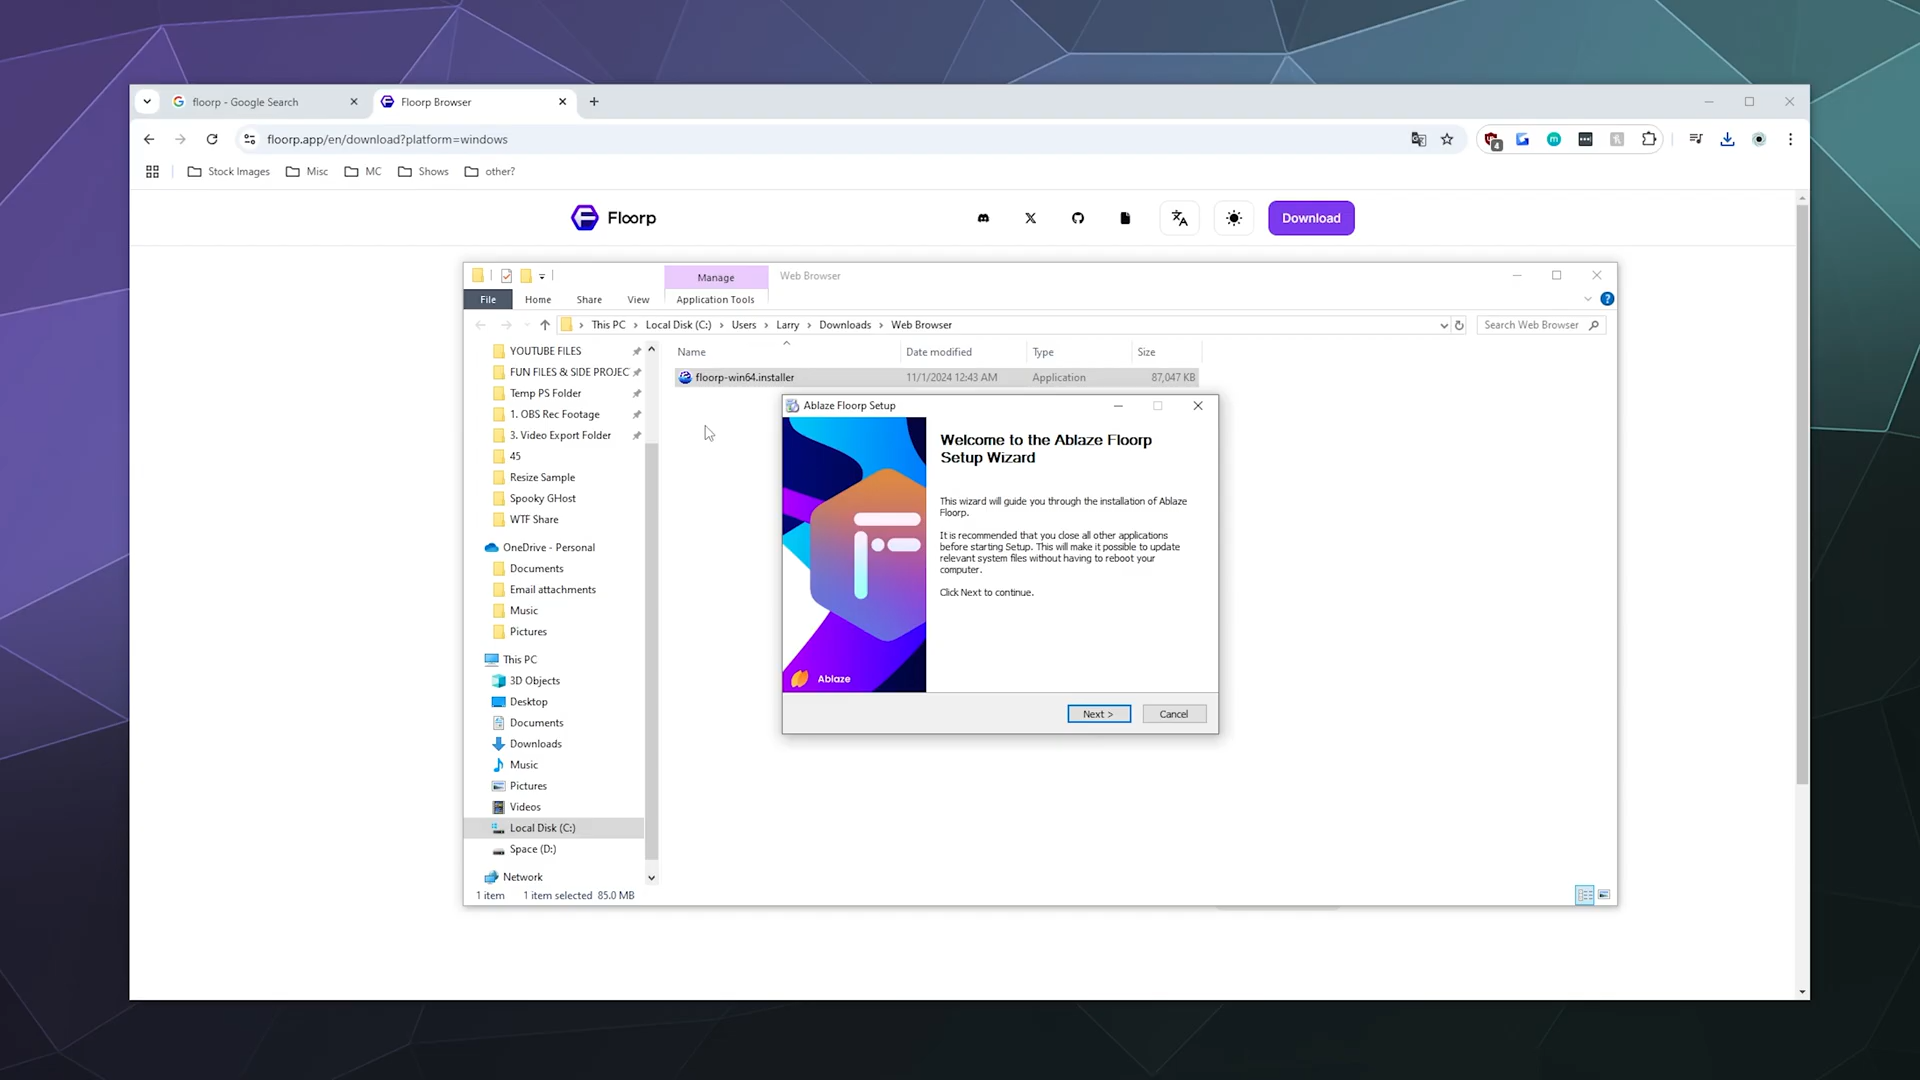 floorp - Google Search
Floorp Browser
floorp.app/en/download?platform=windows
4
Stock Images
Misc
MC
Shows
other?
Floorp
Download
Manage
Web Browser
File
Home
Share
View
Application Tools
This PC > Local Disk (C:) > Users > Larry > Downloads > Web Browser
Search Web Browser
Name
Date modified
Type
Size
floorp-win64.installer
11/1/2024 12:43 AM
Application
87,047 KB
YOUTUBE FILES
FUN FILES & SIDE PROJEC
Temp PS Folder
1. OBS Rec Footage
3. Video Export Folder
45
Resize Sample
Spooky GHost
WTF Share
OneDrive - Personal
Documents
Email attachments
Music
Pictures
This PC
3D Objects
Desktop
Documents
Downloads
Music
Pictures
Videos
Local Disk (C:)
Space (D:)
Network
1 item
1 item selected 85.0 MB
Ablaze Floorp Setup
Welcome to the Ablaze Floorp
Setup Wizard
This wizard will guide you through the installation of Ablaze
Floorp.
It is recommended that you close all other applications
before starting Setup. This will make it possible to update
relevant system files without having to reboot your
computer.
Click Next to continue.
Ablaze
Next >
Cancel